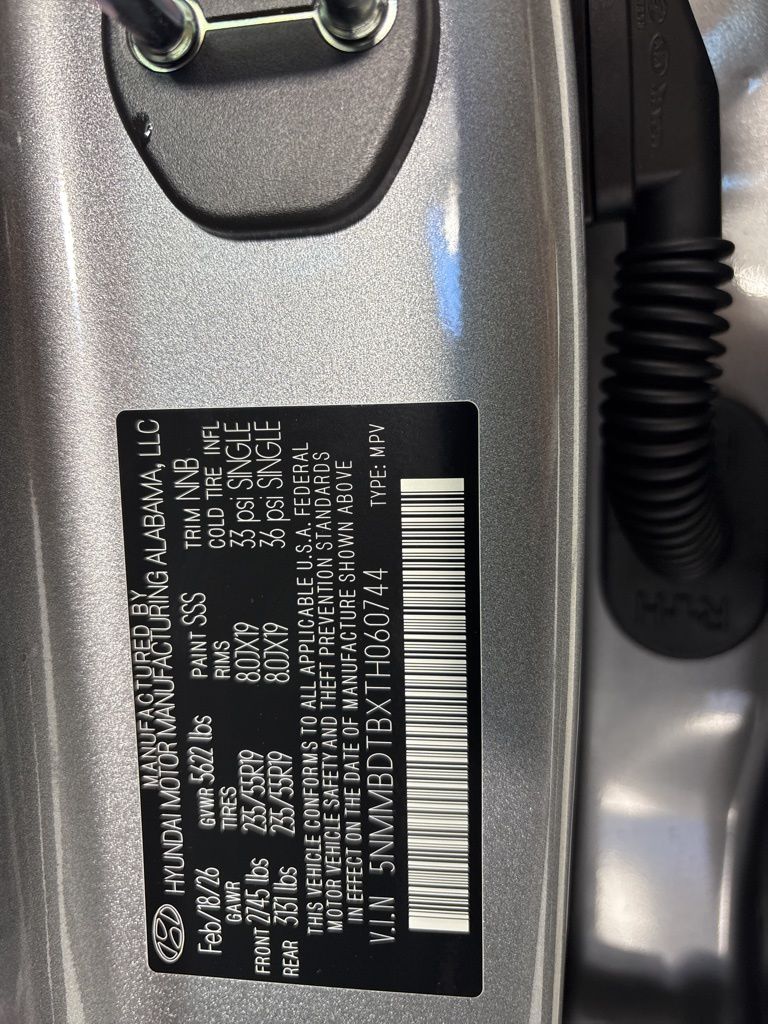 MANUFACTURED BY
HYUNDAI MOTOR MANUFACTURING ALABAMA, LLC
Feb/18/26 GVWR 5622 lbs PAINT SSS TRIM NNB
GAWR TIRES RIMS COLD TIRE INFL
FRONT 2745 lbs 235/55R19 8.0JX19 33 psi SINGLE
REAR 3131 lbs 235/55R19 8.0JX19 36 psi SINGLE
THIS VEHICLE CONFORMS TO ALL APPLICABLE U.S.A. FEDERAL
MOTOR VEHICLE SAFETY AND THEFT PREVENTION STANDARDS
IN EFFECT ON THE DATE OF MANUFACTURE SHOWN ABOVE
V.I.N 5NMMMBDTBXTH060744 TYPE: MPV